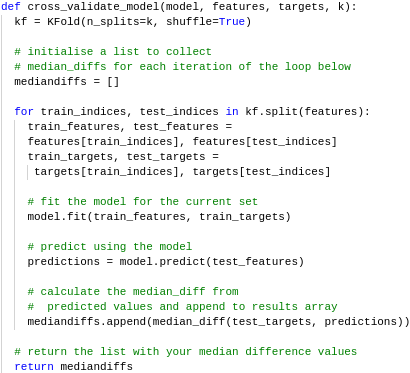 def cross_validate_model(model, features, targets, k):
  kf = KFold(n_splits=k, shuffle=True)

  # initialise a list to collect
  # median_diffs for each iteration of the loop below
  mediandiffs = []

  for train_indices, test_indices in kf.split(features):
    train_features, test_features =
    features[train_indices], features[test_indices]
    train_targets, test_targets =
     targets[train_indices], targets[test_indices]

    # fit the model for the current set
    model.fit(train_features, train_targets)

    # predict using the model
    predictions = model.predict(test_features)

    # calculate the median_diff from
    #  predicted values and append to results array
    mediandiffs.append(median_diff(test_targets, predictions))

  # return the list with your median difference values
  return mediandiffs